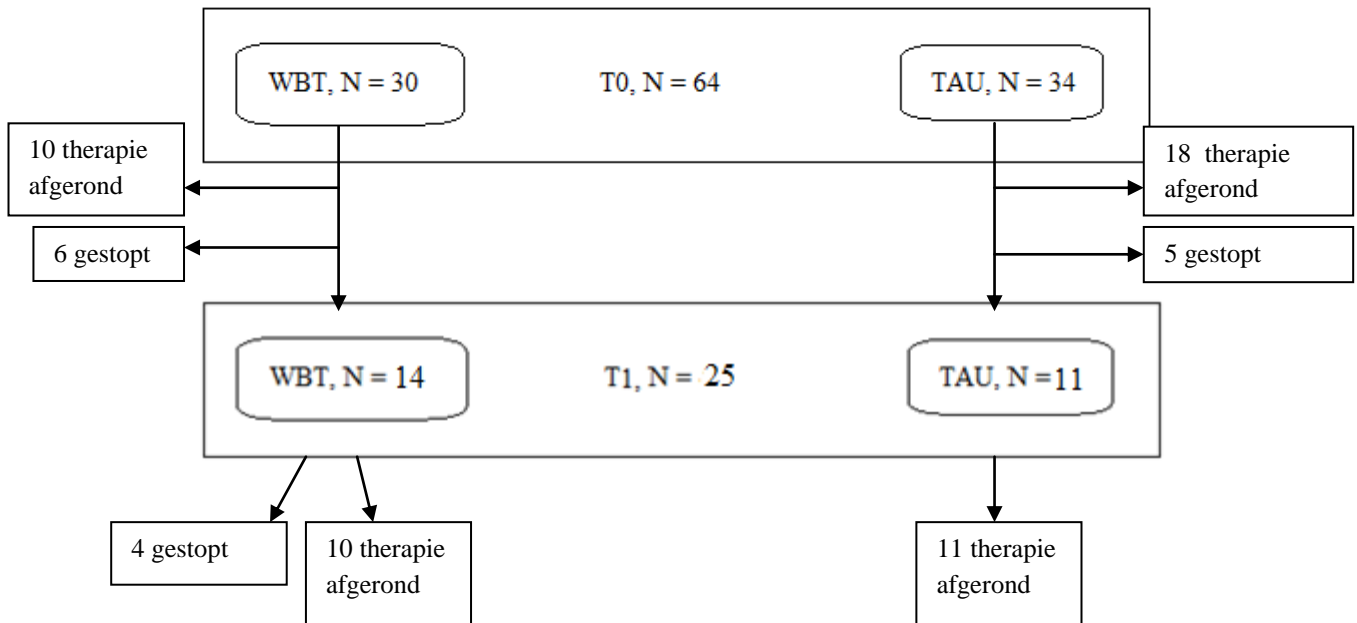 WBT, N = 30
T0, N = 64
TAU, N = 34
10 therapie
afgerond
18 therapie
afgerond
6 gestopt
5 gestopt
WBT, N = 14
T1, N = 25
TAU, N =11
4 gestopt
10 therapie
afgerond
11 therapie
afgerond